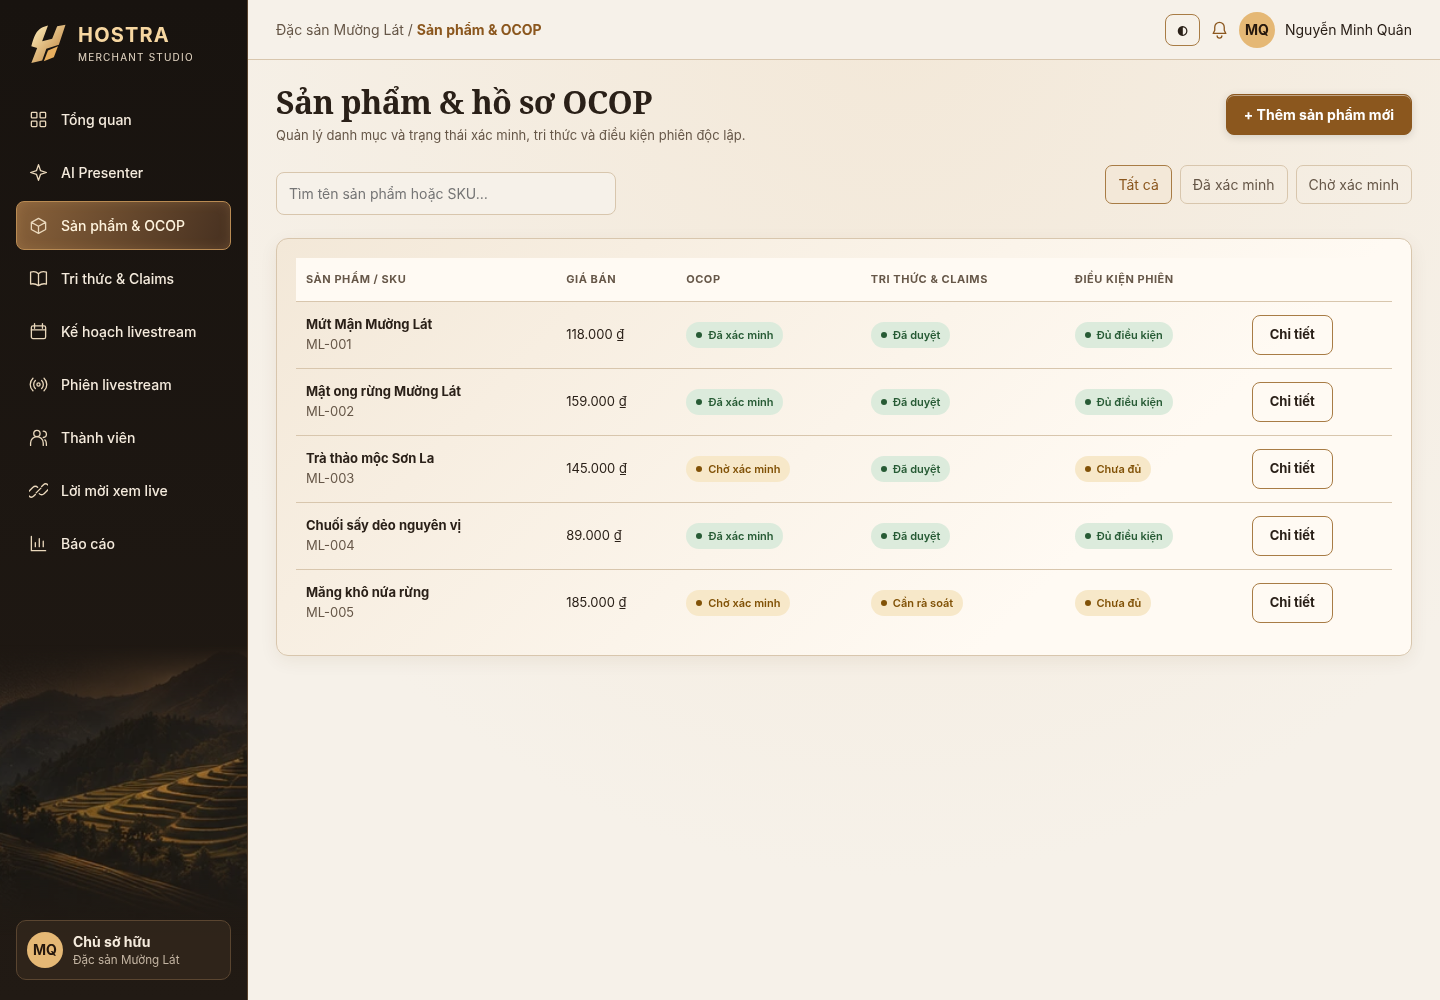 HOSTRA
MERCHANT STUDIO
Tổng quan
AI Presenter
Sản phẩm & OCOP
Tri thức & Claims
Kế hoạch livestream
Phiên livestream
Thành viên
Lời mời xem live
Báo cáo
MQ
Chủ sở hữu
Đặc sản Mường Lát
Đặc sản Mường Lát / Sản phẩm & OCOP
MQ Nguyễn Minh Quân
Sản phẩm & hồ sơ OCOP
Quản lý danh mục và trạng thái xác minh, tri thức và điều kiện phiên độc lập.
+ Thêm sản phẩm mới
Tìm tên sản phẩm hoặc SKU...
Tất cả Đã xác minh Chờ xác minh
SẢN PHẨM / SKU GIÁ BÁN OCOP TRI THỨC & CLAIMS ĐIỀU KIỆN PHIÊN
Mứt Mận Mường Lát
ML-001
118.000 ₫ Đã xác minh Đã duyệt Đủ điều kiện Chi tiết
Mật ong rừng Mường Lát
ML-002
159.000 ₫ Đã xác minh Đã duyệt Đủ điều kiện Chi tiết
Trà thảo mộc Sơn La
ML-003
145.000 ₫ Chờ xác minh Đã duyệt Chưa đủ Chi tiết
Chuối sấy dẻo nguyên vị
ML-004
89.000 ₫ Đã xác minh Đã duyệt Đủ điều kiện Chi tiết
Măng khô nứa rừng
ML-005
185.000 ₫ Chờ xác minh Cần rà soát Chưa đủ Chi tiết